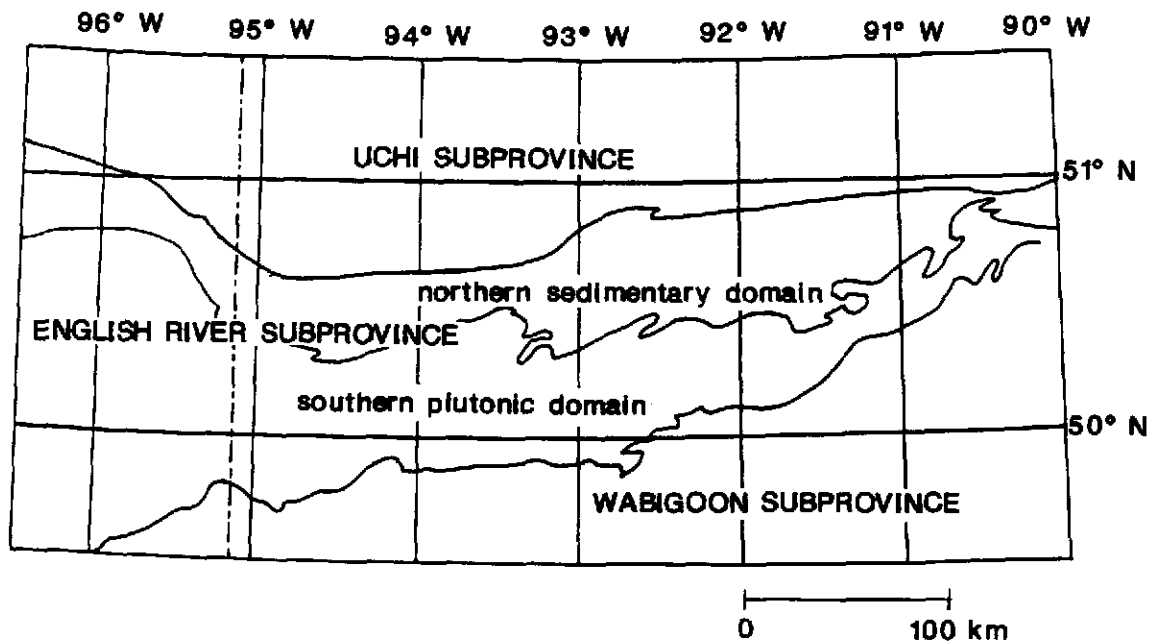 96° W 95° W 94° W 93° W 92° W 91° W 90° W
UCHI SUBPROVINCE
51° N
northern sedimentary domain
ENGLISH RIVER SUBPROVINCE
southern plutonic domain
50° N
WABIGOON SUBPROVINCE
0 100 km